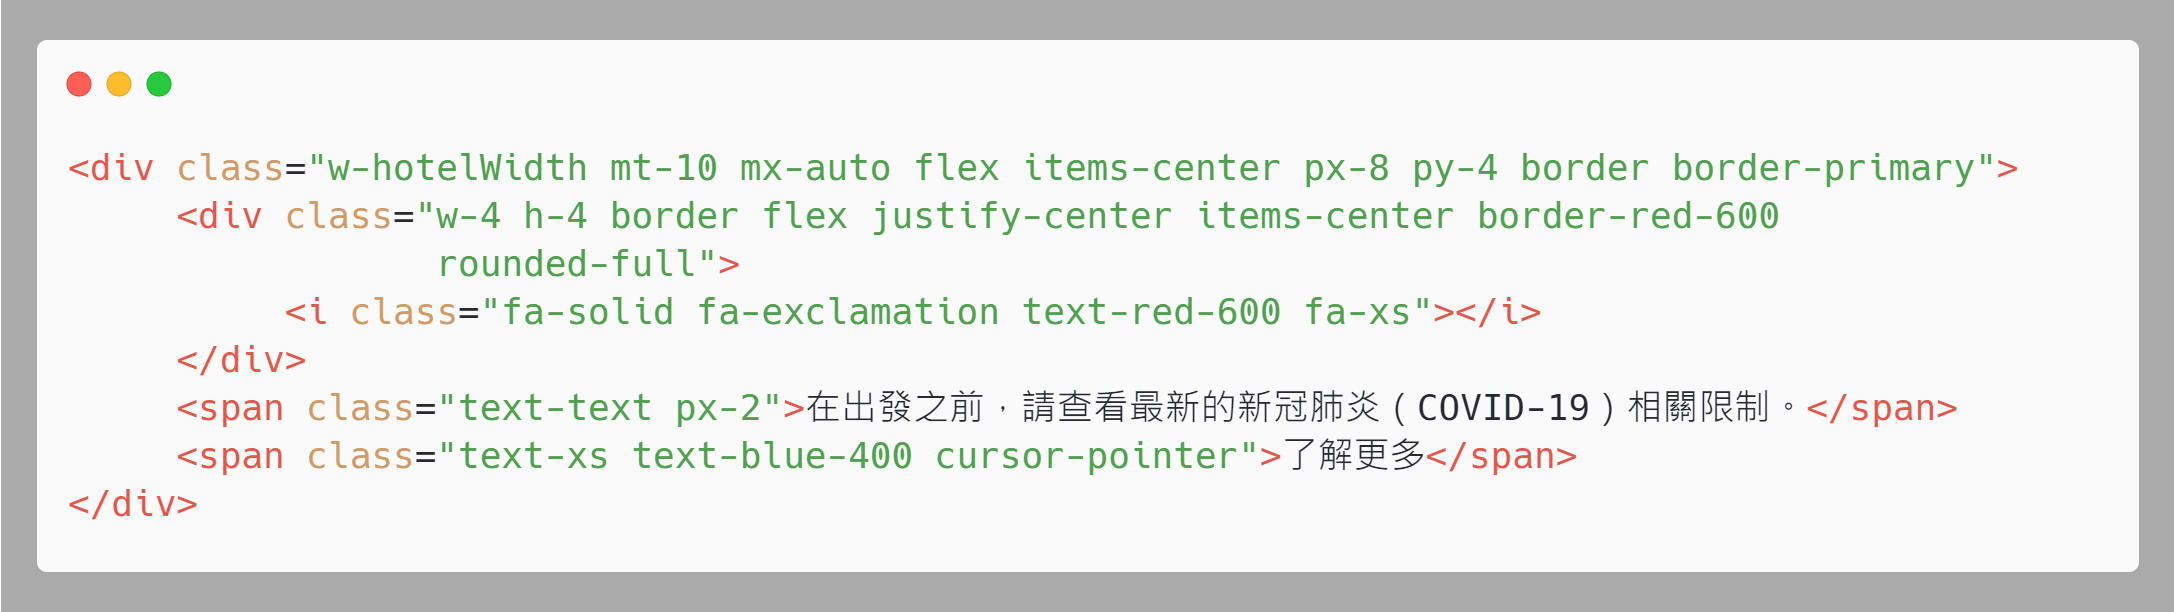 <div class="w-hotelWidth mt-10 mx-auto flex items-center px-8 py-4 border border-primary">
<div class="w-4 h-4 border flex justify-center items-center border-red-600
rounded-full">
<i class="fa-solid fa-exclamation text-red-600 fa-xs"></i>
</div>
<span class="text-text px-2">在出發之前，請查看最新的新冠肺炎（COVID-19）相關限制。</span>
<span class="text-xs text-blue-400 cursor-pointer">了解更多</span>
</div>